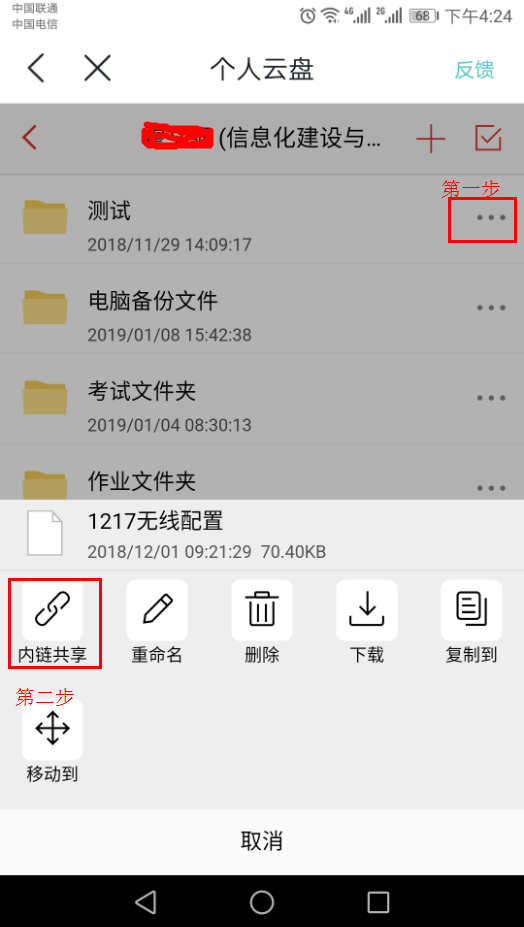 中国联通
中国电信
4G 2G 68 下午4:24
个人云盘
反馈
(信息化建设与...
第一步
测试
2018/11/29 14:09:17
电脑备份文件
2019/01/08 15:42:38
考试文件夹
2019/01/04 08:30:13
作业文件夹
1217无线配置
2018/12/01 09:21:29 70.40KB
内链共享 重命名 删除 下载 复制到
第二步
移动到
取消